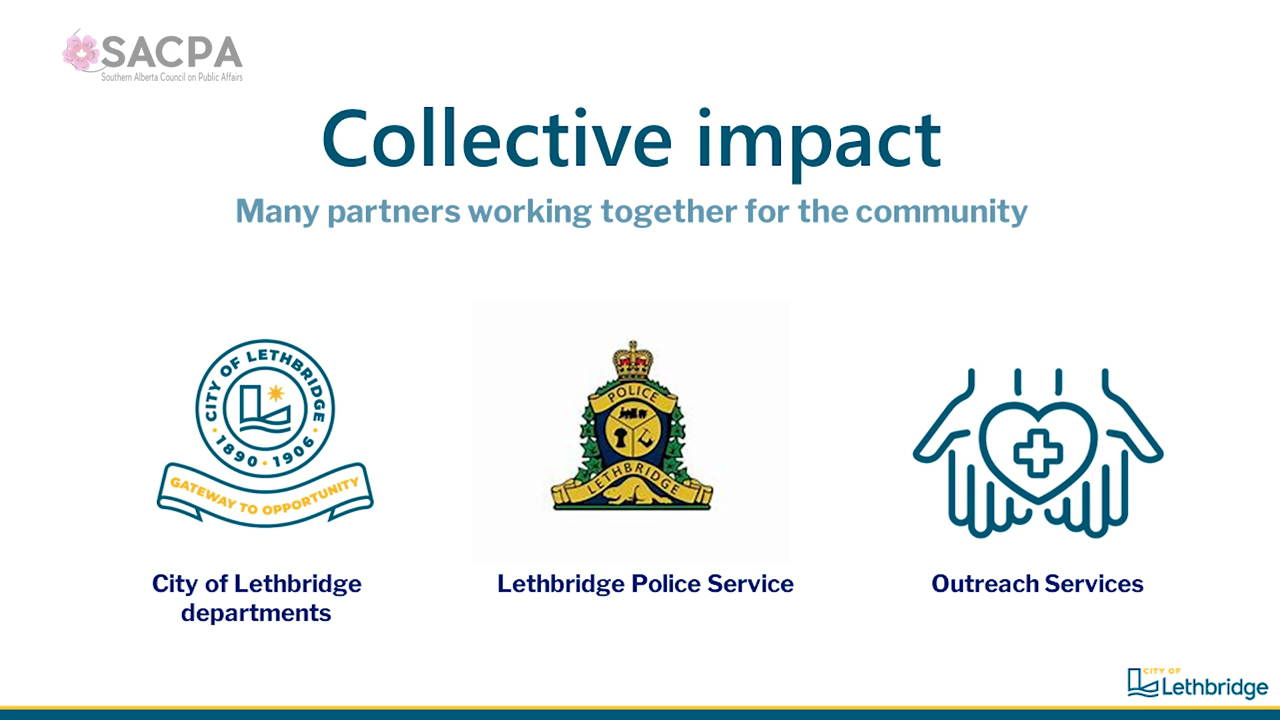 SACPA
Southern Alberta Council on Public Affairs
Collective impact
Many partners working together for the community
CITY OF LETHBRIDGE
1890 • 1906
GATEWAY TO OPPORTUNITY
POLICE
LETHBRIDGE
City of Lethbridge
departments
Lethbridge Police Service
Outreach Services
CITY OF
Lethbridge